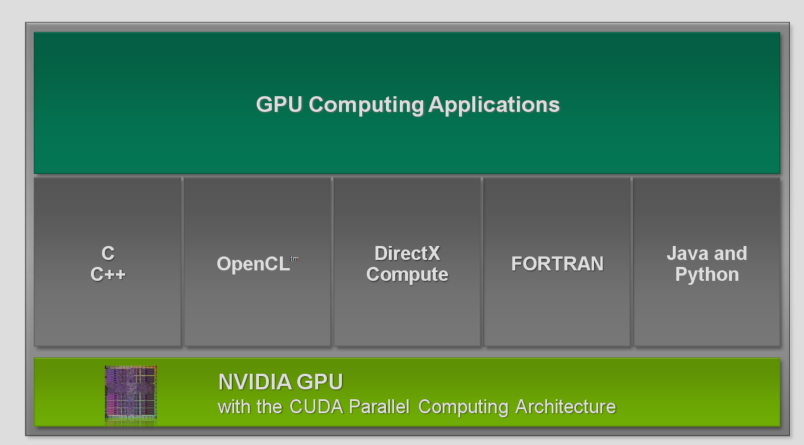 GPU Computing Applications
C
C++
OpenCL™
DirectX
Compute
FORTRAN
Java and
Python
NVIDIA GPU
with the CUDA Parallel Computing Architecture